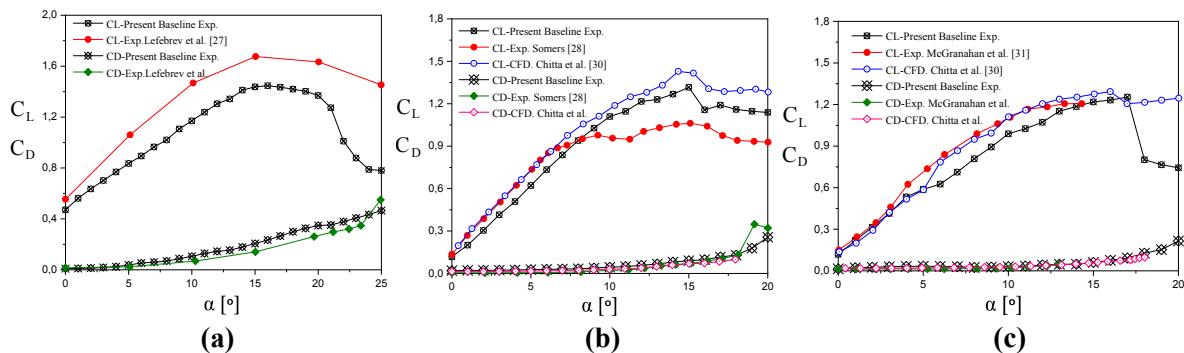 CL-Present Baseline Exp.
CL-Exp.Lefebrev et al. [27]
CD-Present Baseline Exp.
CD-Exp.Lefebrev et al.
2,0
1,6
1,2
0,8
0,4
0,0
C_L
C_D
0 5 10 15 20 25
α [º]
(a)
CL-Present Baseline Exp.
CL-Exp. Somers [28]
CL-CFD. Chitta et al. [30]
CD-Present Baseline Exp.
CD-Exp. Somers [28]
CD-CFD. Chitta et al.
1,8
1,5
1,2
0,9
0,6
0,3
0,0
C_L
C_D
0 5 10 15 20
α [º]
(b)
CL-Present Baseline Exp.
CL-Exp. McGranahan et al. [31]
CL-CFD. Chitta et al. [30]
CD-Present Baseline Exp.
CD-Exp. McGranahan et al.
CD-CFD. Chitta et al.
1,8
1,5
1,2
0,9
0,6
0,3
0,0
C_L
C_D
0 5 10 15 20
α [º]
(c)